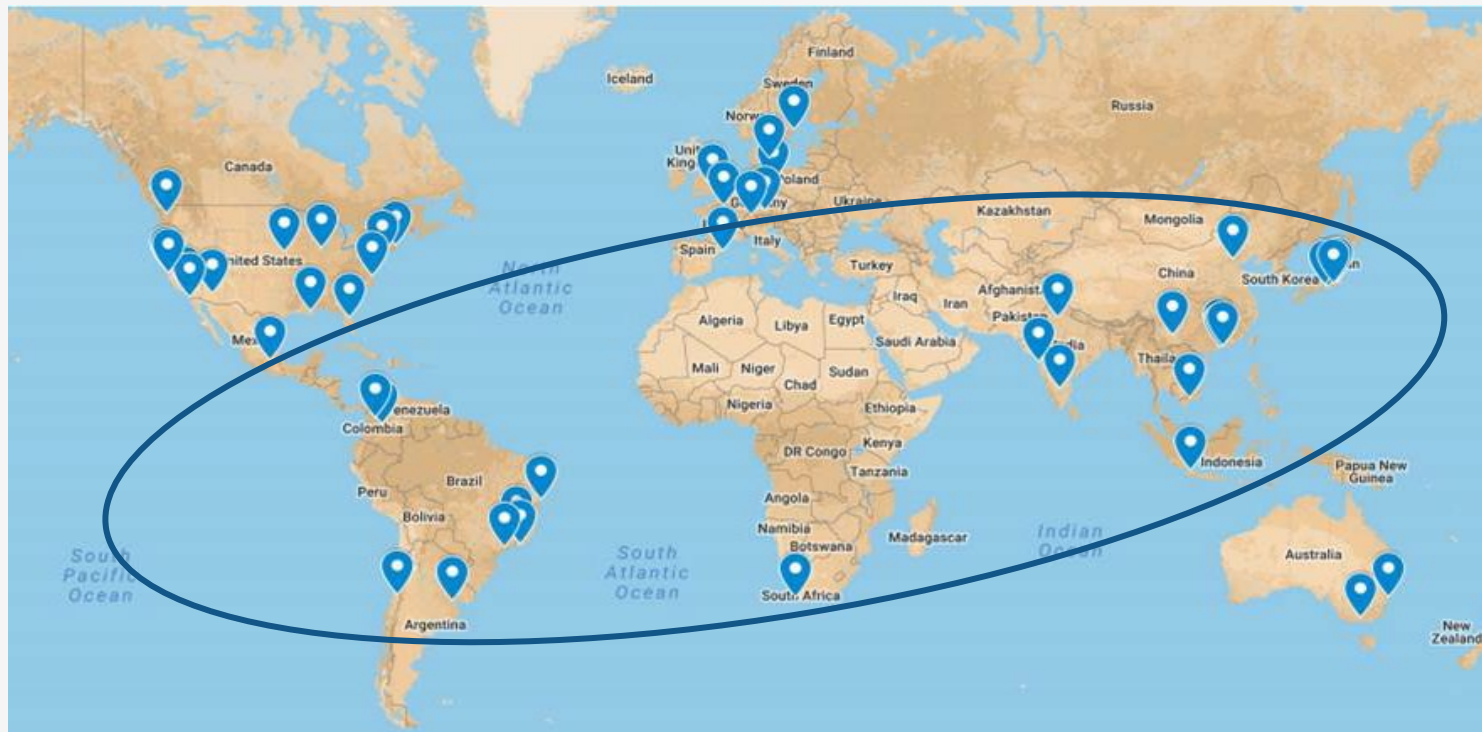 Finland
Iceland
Sweden
Russia
Norw
Canada
Unit
King
Poland
Germany
Ukraine
Kazakhstan
Mongolia
Spain
Italy
United States
North
Atlantic
Ocean
Turkey
China
South Korea
Afghanist
Iraq
Iran
Pakistan
Algeria
Libya
Egypt
Mex
Saudi Arabia
India
Thaila
Mali
Niger
Sudan
Chad
Venezuela
Nigeria
Ethiopia
Colombia
DR Congo
Kenya
Indonesia
Papua New
Guinea
Tanzania
Brazil
Peru
Angola
Bolivia
Namibia
Madagascar
Indian
Ocean
Botswana
South
Pacific
Ocean
South
Atlantic
Ocean
Australia
South Africa
Argentina
New
Zealand